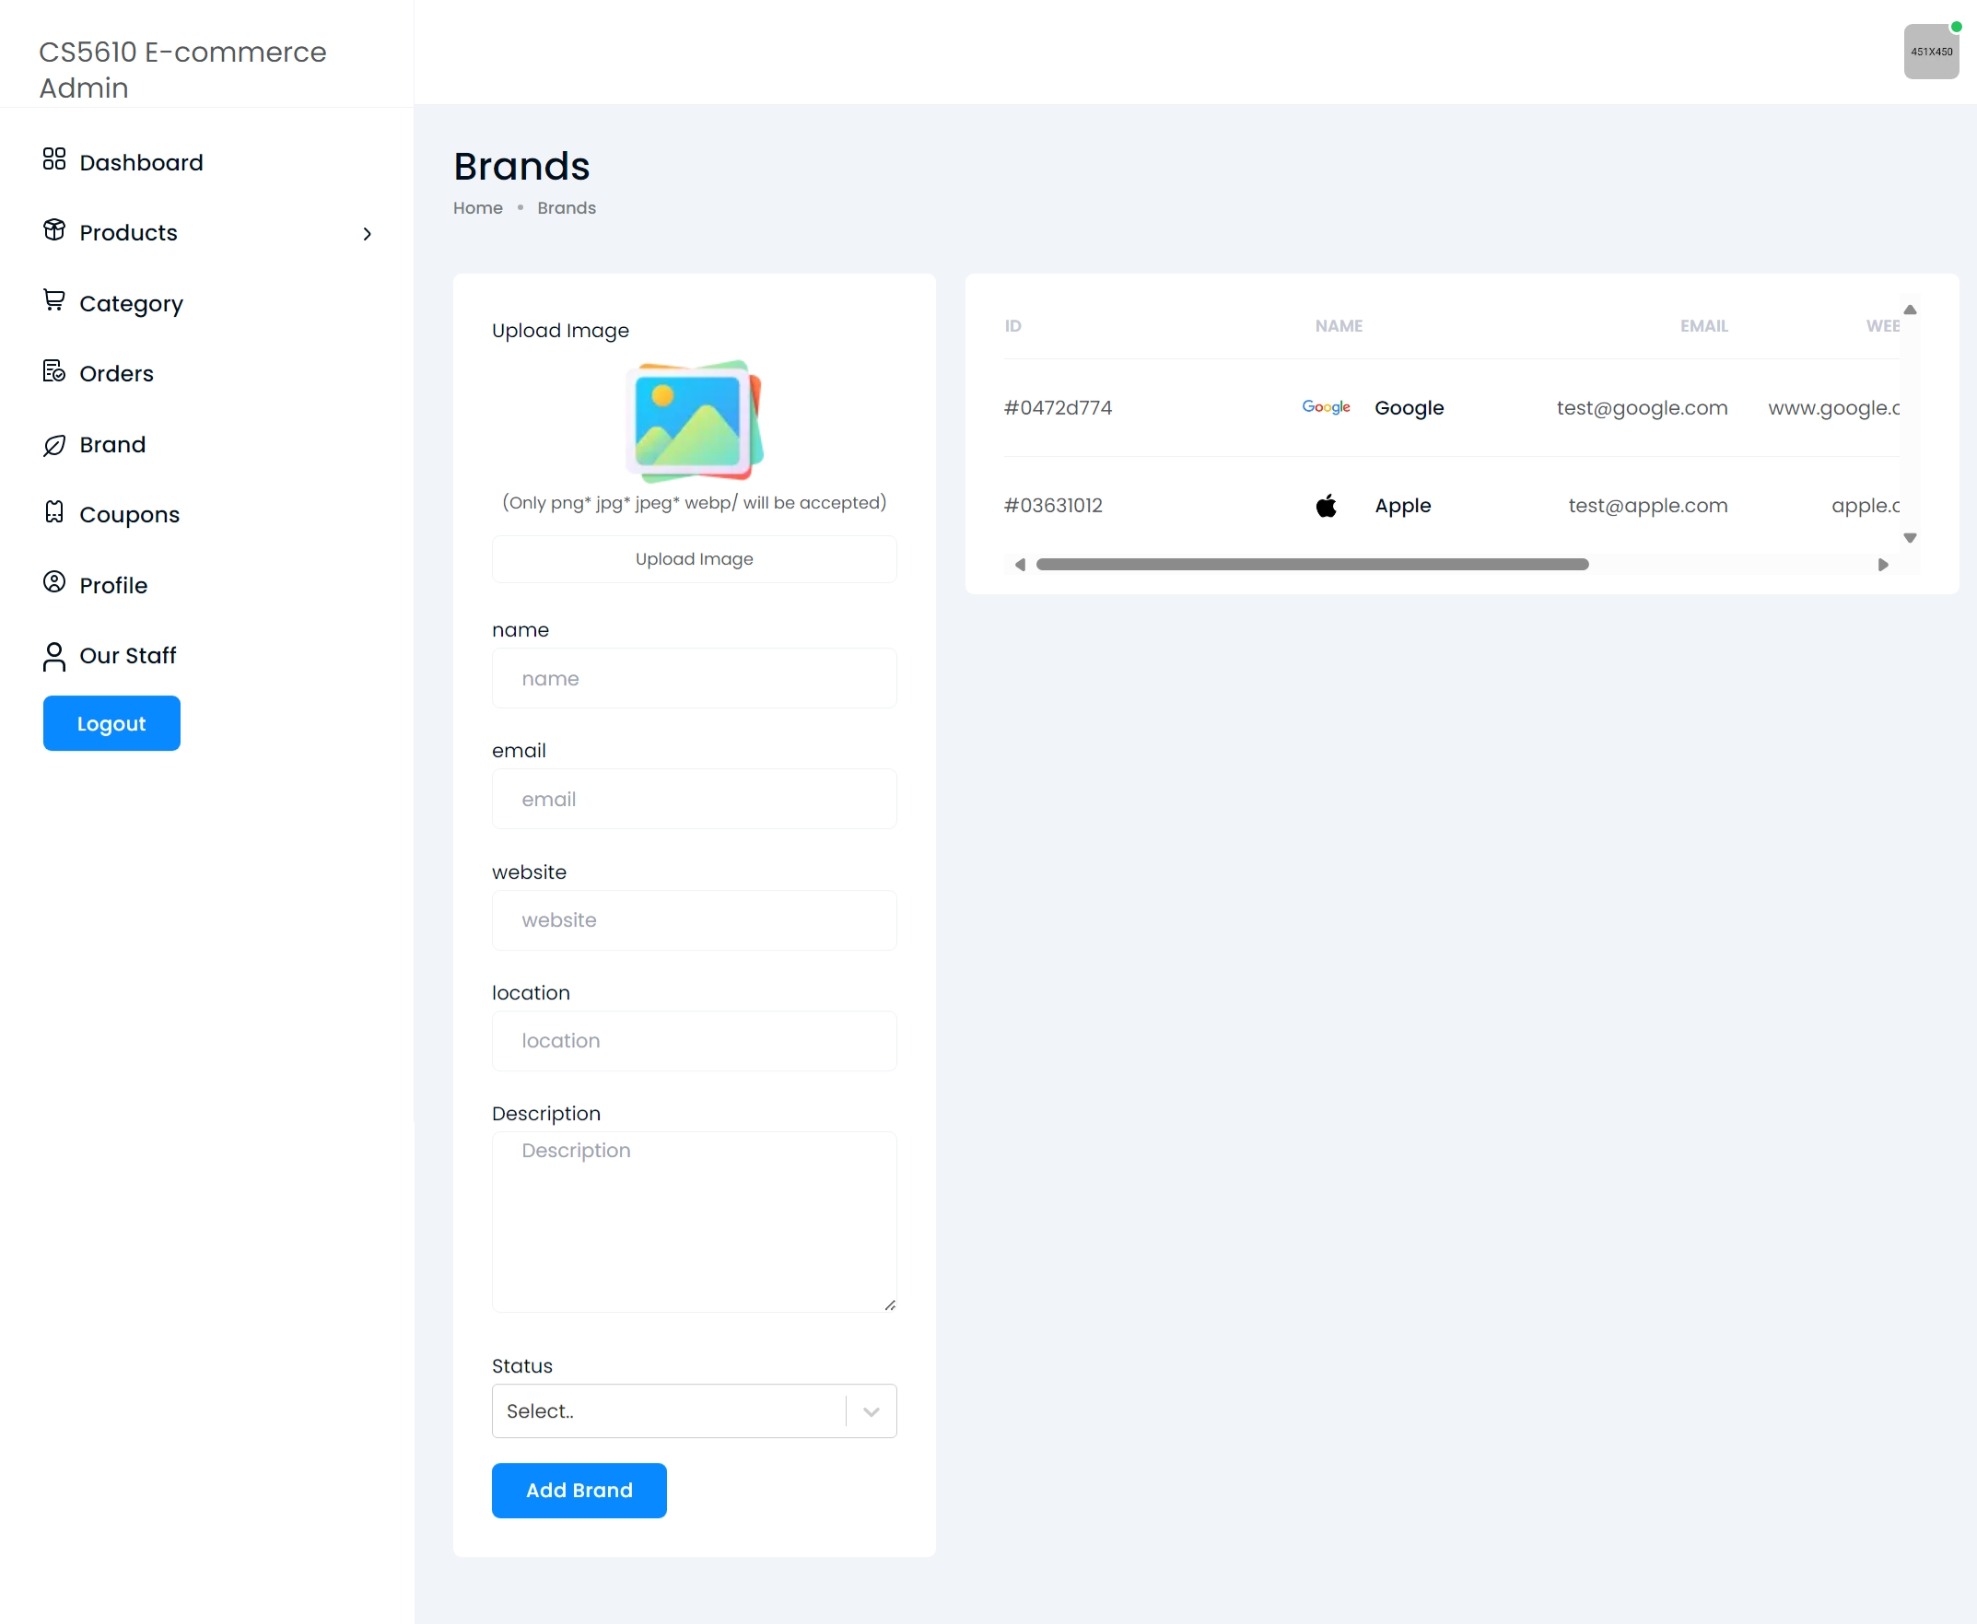 CS5610 E-commerce
Admin
451X450
Dashboard
Products
Category
Orders
Brand
Coupons
Profile
Our Staff
Logout
Brands
Home • Brands
Upload Image
(Only png* jpg* jpeg* webp/ will be accepted)
Upload Image
name
name
email
email
website
website
location
location
Description
Description
Status
Select..
Add Brand
ID NAME EMAIL WEB
#0472d774 Google Google test@google.com www.google.c
#03631012 Apple test@apple.com apple.c